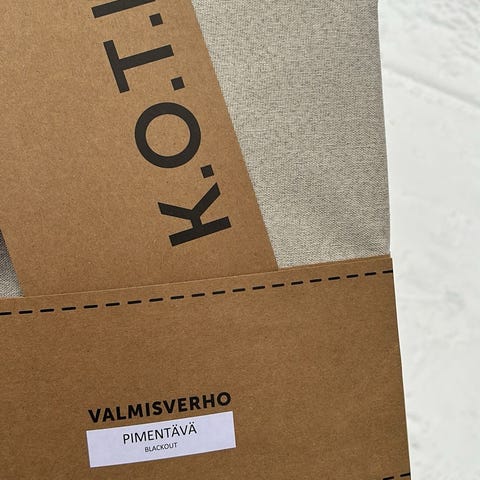 K.O.T.I
VALMISVERHO
PIMENTÄVÄ
BLACKOUT